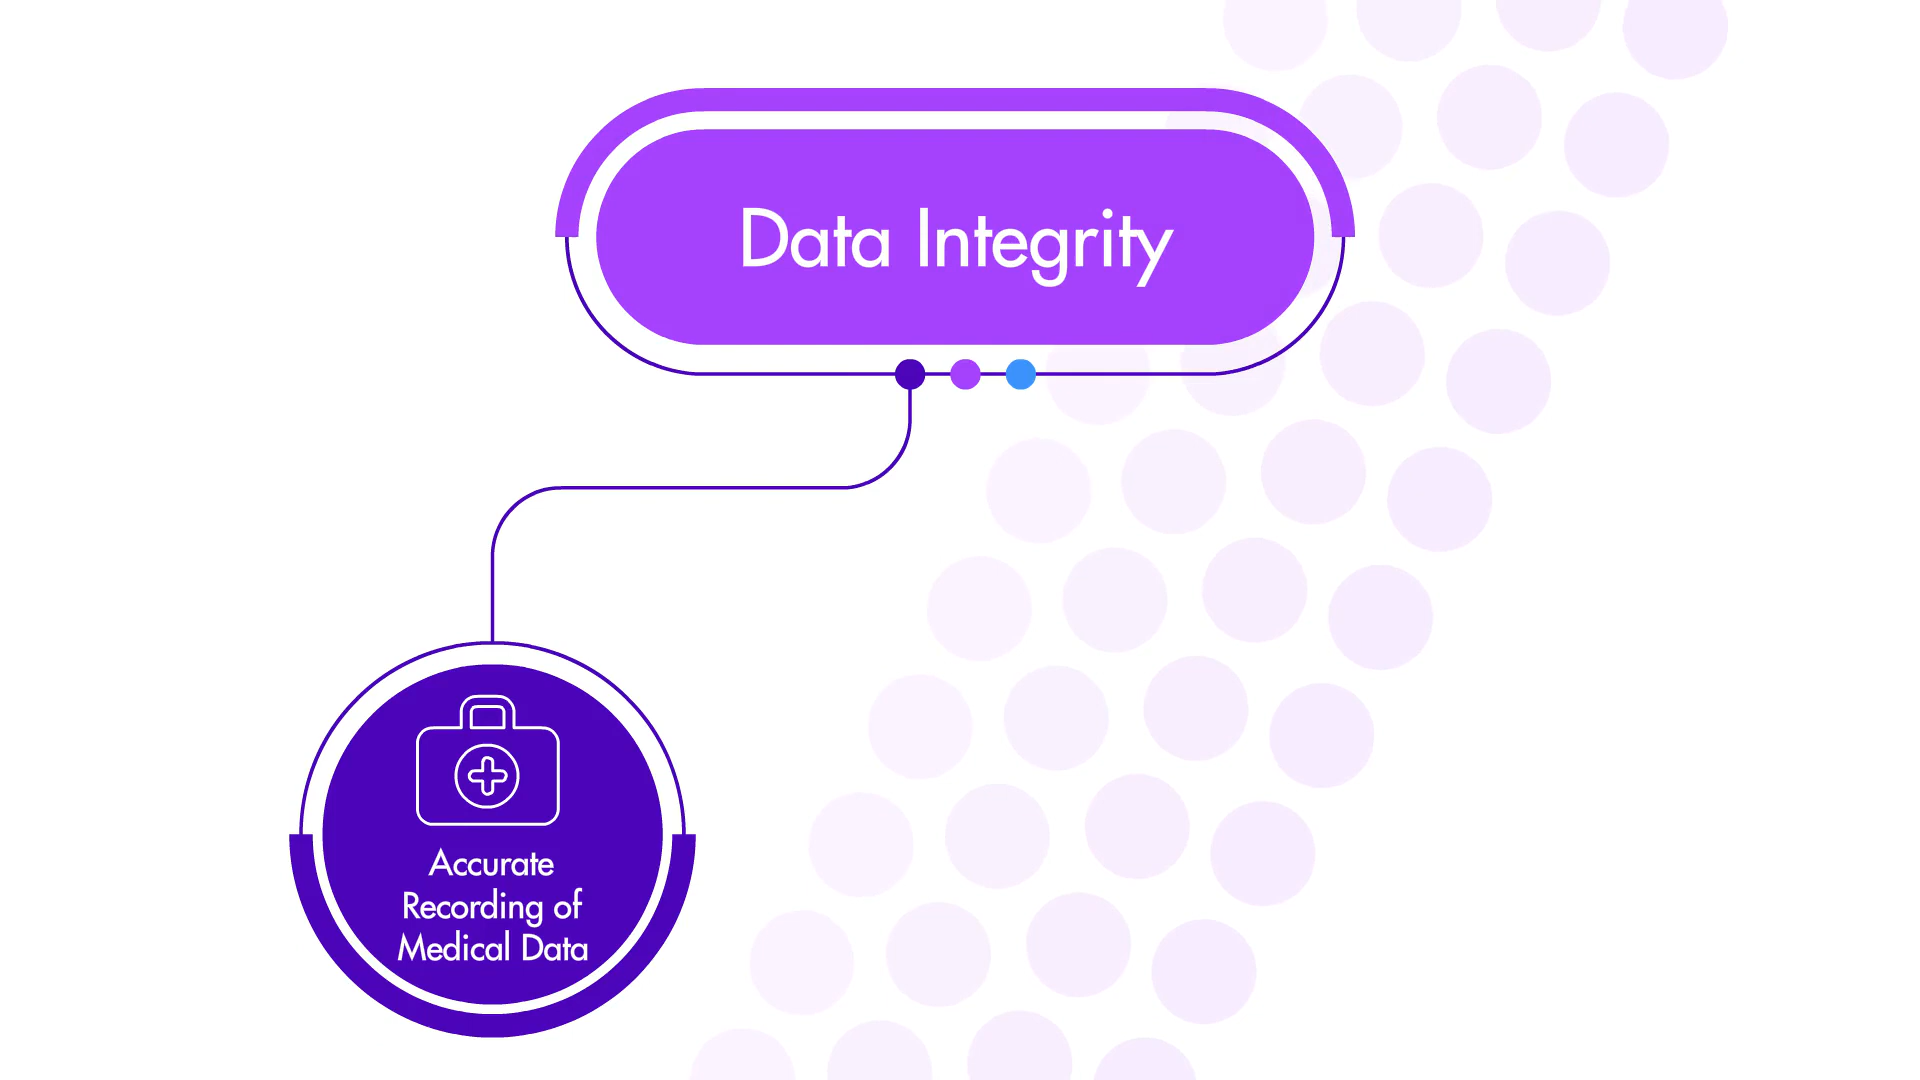 Data Integrity
Accurate
Recording of
Medical Data